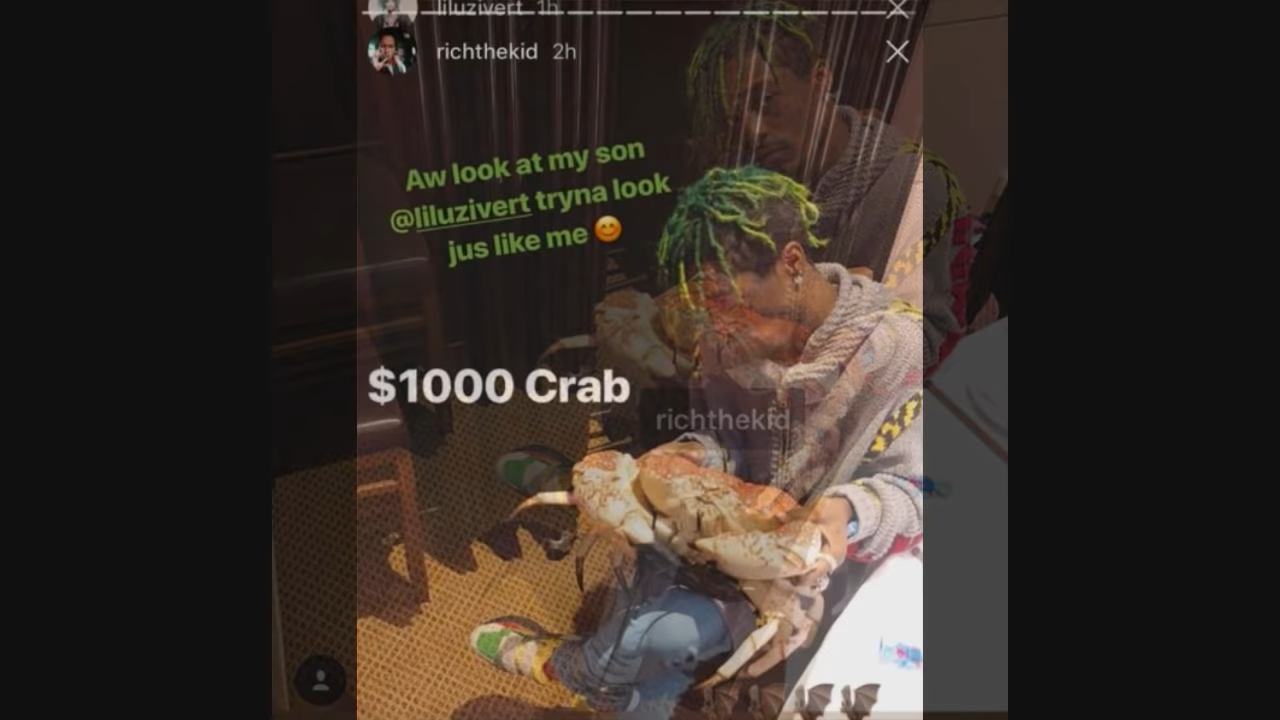 liluzivert 1h
richthekid 2h
Aw look at my son
@liluzivert tryna look
jus like me 😊
$1000 Crab
richthekid